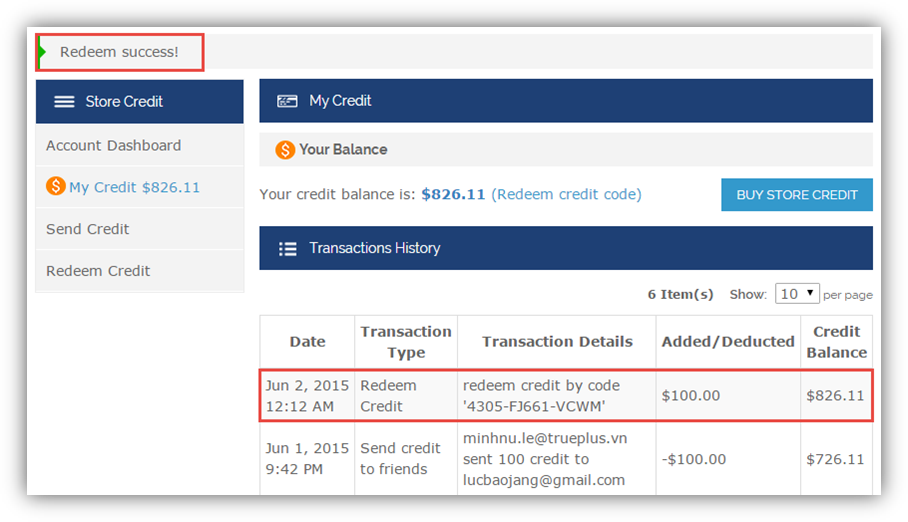 Redeem success!
Store Credit
Account Dashboard
My Credit $826.11
Send Credit
Redeem Credit
My Credit
$ Your Balance
Your credit balance is: $826.11 (Redeem credit code)
BUY STORE CREDIT
Transactions History
6 Item(s) Show: 10 per page
Date
Transaction
Type
Transaction Details
Added/Deducted
Credit
Balance
Jun 2, 2015
12:12 AM
Redeem
Credit
redeem credit by code
'4305-FJ661-VCWM'
$100.00
$826.11
Jun 1, 2015
9:42 PM
Send credit
to friends
minhnu.le@trueplus.vn
sent 100 credit to
lucbaojang@gmail.com
-$100.00
$726.11